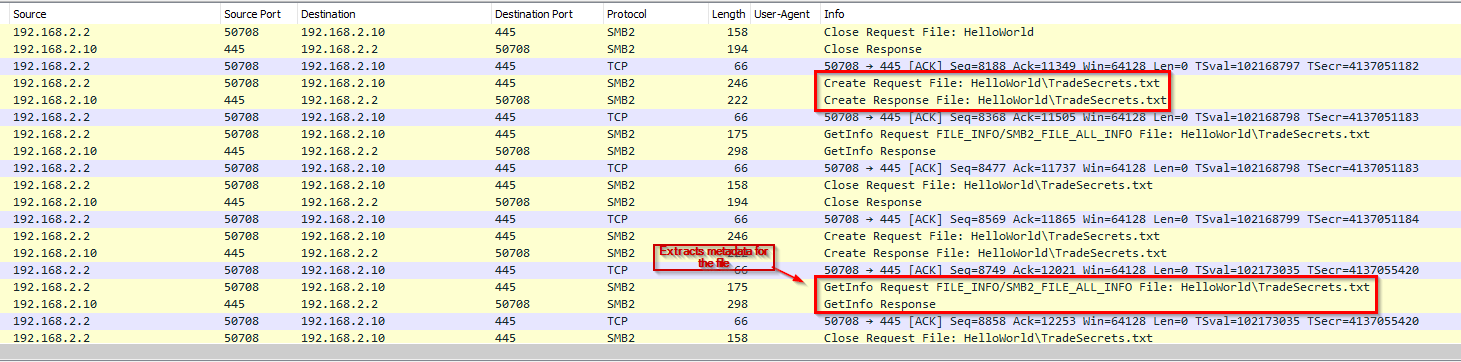 Source Source Port Destination Destination Port Protocol Length User-Agent Info
192.168.2.2 50708 192.168.2.10 445 SMB2 158 Close Request File: HelloWorld
192.168.2.10 445 192.168.2.2 50708 SMB2 194 Close Response
192.168.2.2 50708 192.168.2.10 445 TCP 66 50708 → 445 [ACK] Seq=8188 Ack=11349 Win=64128 Len=0 TSval=102168797 TSecr=4137051182
192.168.2.2 50708 192.168.2.10 445 SMB2 246 Create Request File: HelloWorld\TradeSecrets.txt
192.168.2.10 445 192.168.2.2 50708 SMB2 222 Create Response File: HelloWorld\TradeSecrets.txt
192.168.2.2 50708 192.168.2.10 445 TCP 66 50708 → 445 [ACK] Seq=8368 Ack=11505 Win=64128 Len=0 TSval=102168798 TSecr=4137051183
192.168.2.2 50708 192.168.2.10 445 SMB2 175 GetInfo Request FILE_INFO/SMB2_FILE_ALL_INFO File: HelloWorld\TradeSecrets.txt
192.168.2.10 445 192.168.2.2 50708 SMB2 298 GetInfo Response
192.168.2.2 50708 192.168.2.10 445 TCP 66 50708 → 445 [ACK] Seq=8477 Ack=11737 Win=64128 Len=0 TSval=102168798 TSecr=4137051183
192.168.2.2 50708 192.168.2.10 445 SMB2 158 Close Request File: HelloWorld\TradeSecrets.txt
192.168.2.10 445 192.168.2.2 50708 SMB2 194 Close Response
192.168.2.2 50708 192.168.2.10 445 TCP 66 50708 → 445 [ACK] Seq=8569 Ack=11865 Win=64128 Len=0 TSval=102168799 TSecr=4137051184
192.168.2.2 50708 192.168.2.10 445 SMB2 246 Create Request File: HelloWorld\TradeSecrets.txt
192.168.2.10 445 192.168.2.2 50708 SMB2 Create Response File: HelloWorld\TradeSecrets.txt
Extracts metadata for
the file
192.168.2.2 50708 192.168.2.10 445 TCP 66 50708 → 445 [ACK] Seq=8749 Ack=12021 Win=64128 Len=0 TSval=102173035 TSecr=4137055420
192.168.2.2 50708 192.168.2.10 445 SMB2 175 GetInfo Request FILE_INFO/SMB2_FILE_ALL_INFO File: HelloWorld\TradeSecrets.txt
192.168.2.10 445 192.168.2.2 50708 SMB2 298 GetInfo Response
192.168.2.2 50708 192.168.2.10 445 TCP 66 50708 → 445 [ACK] Seq=8858 Ack=12253 Win=64128 Len=0 TSval=102173035 TSecr=4137055420
192.168.2.2 50708 192.168.2.10 445 SMB2 158 Close Request File: HelloWorld\TradeSecrets.txt